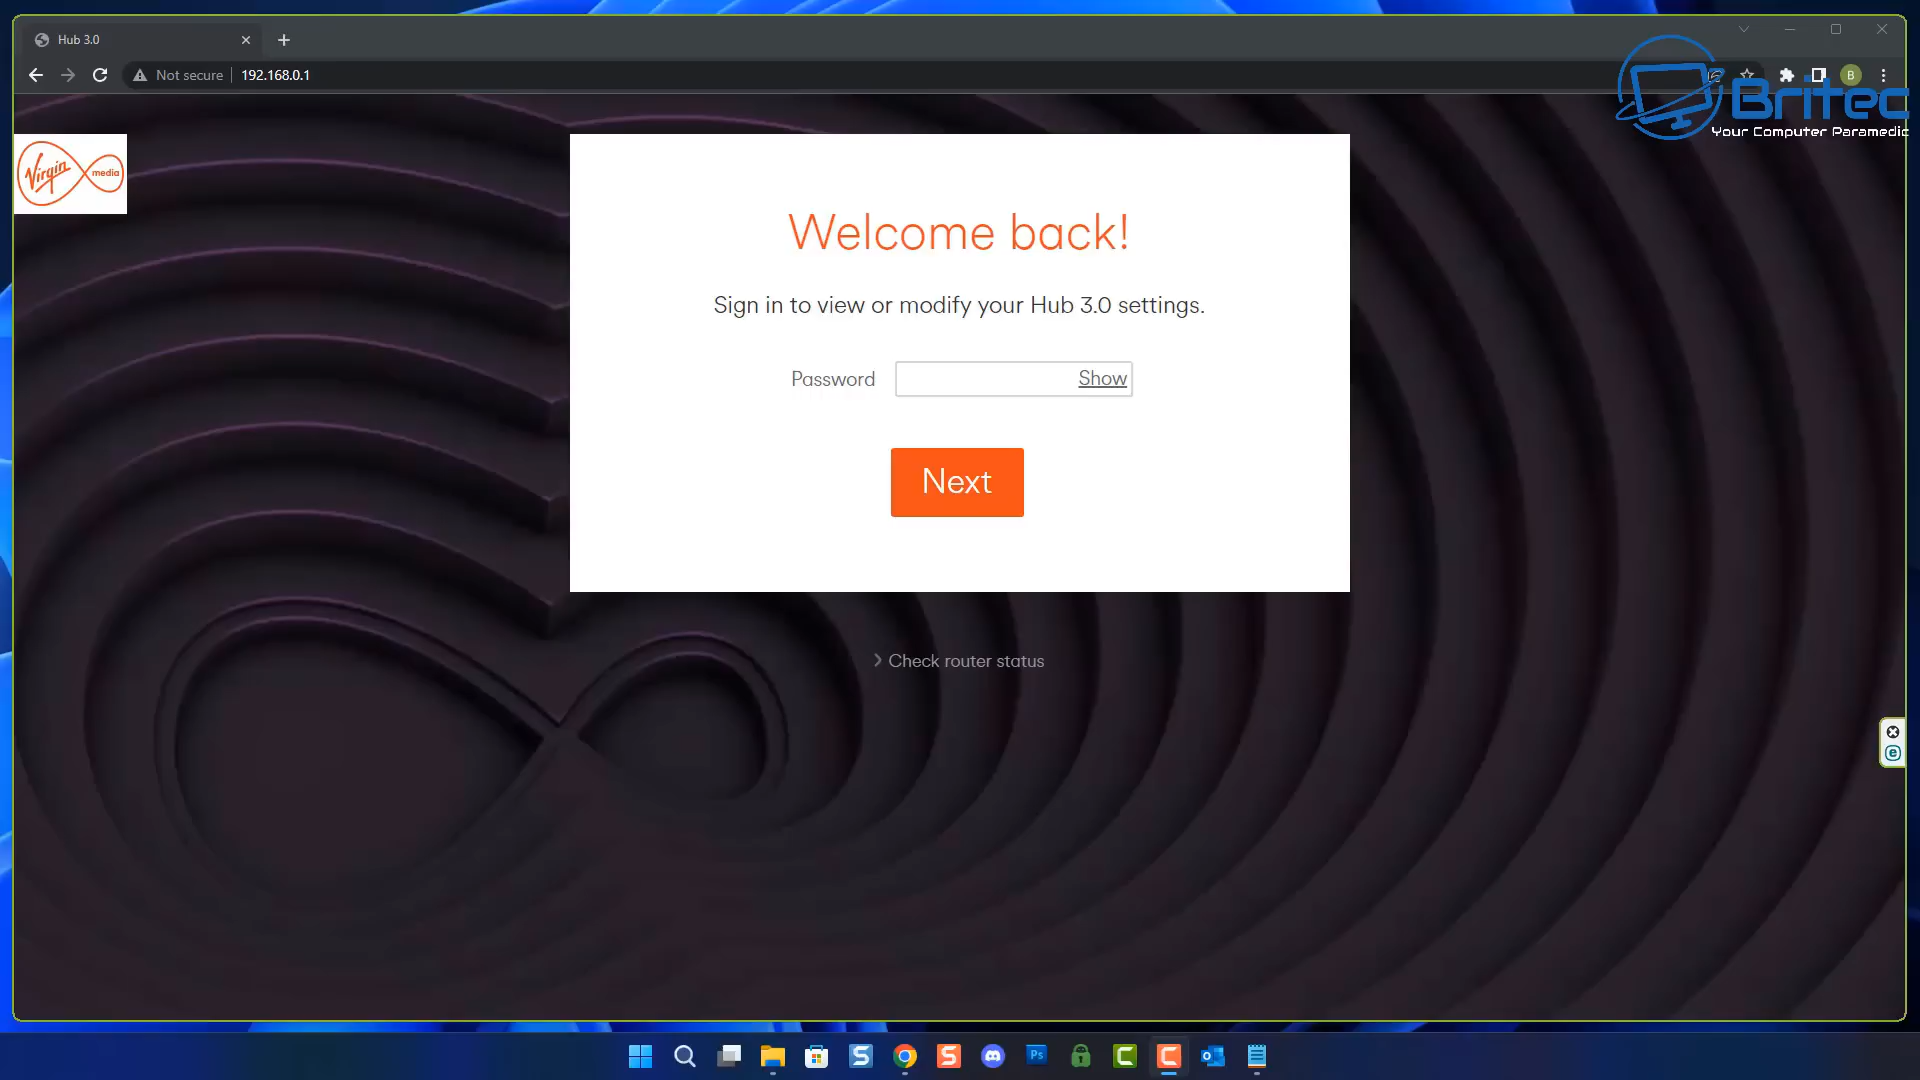 Hub 3.0
Not secure
192.168.0.1
B
Britec
Your Computer Paramedic
Virgin
media
Welcome back!
Sign in to view or modify your Hub 3.0 settings.
Password
Show
Next
Check router status
e
S
S
Ps
C
C